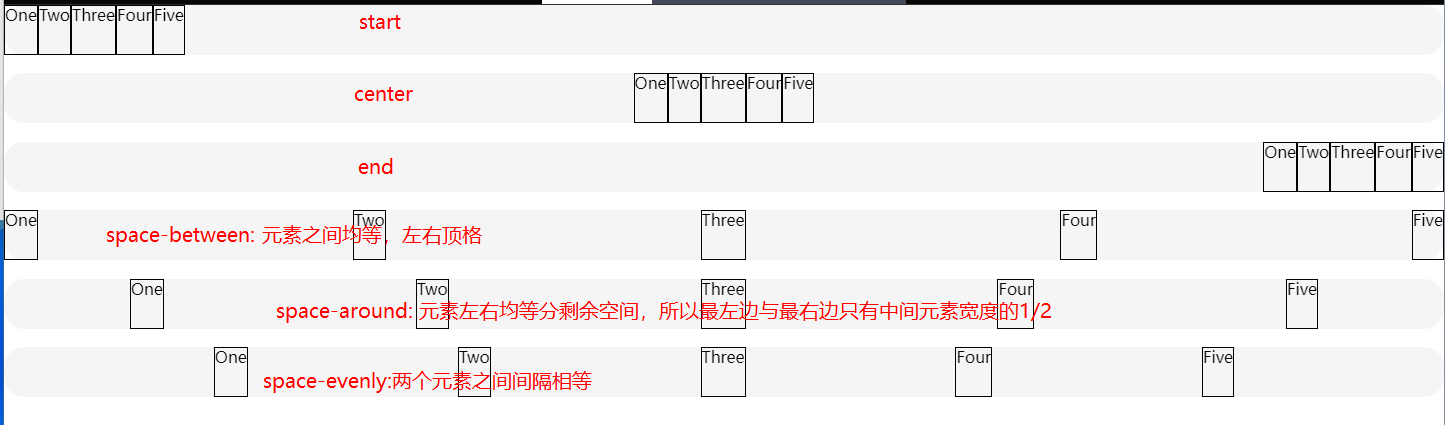 One Two Three Four Five start
center One Two Three Four Five
end One Two Three Four Five
One Two Three Four Five
space-between: 元素之间均等，左右顶格
One Two Three Four Five
space-around: 元素左右均等分剩余空间，所以最左边与最右边只有中间元素宽度的1/2
One Two Three Four Five
space-evenly:两个元素之间间隔相等